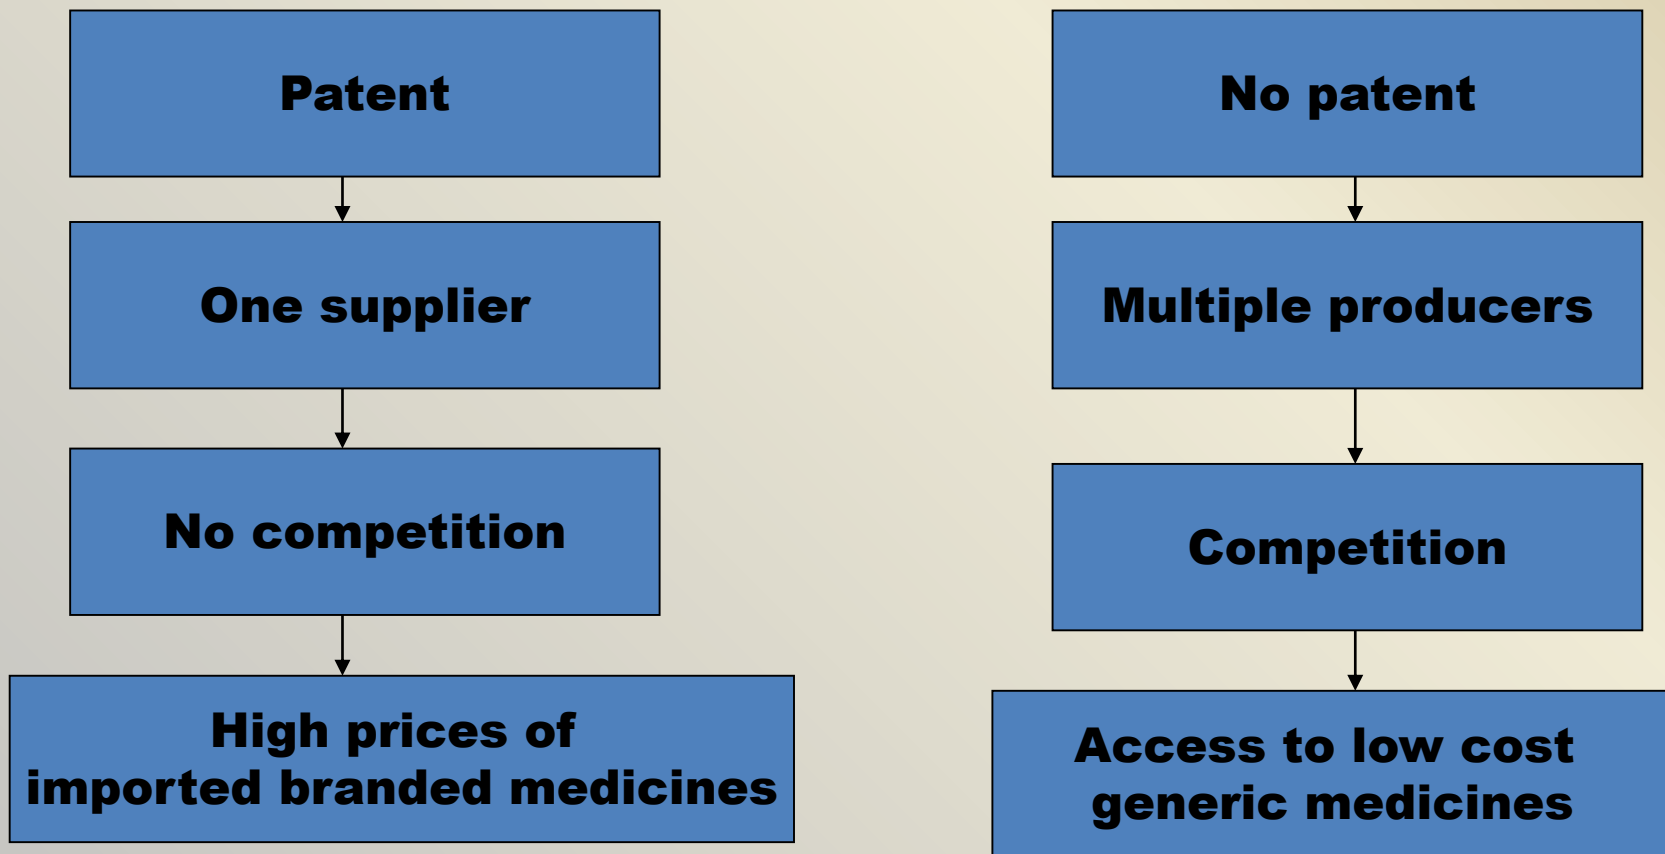 Patent
One supplier
No competition
High prices of
imported branded medicines
No patent
Multiple producers
Competition
Access to low cost
generic medicines